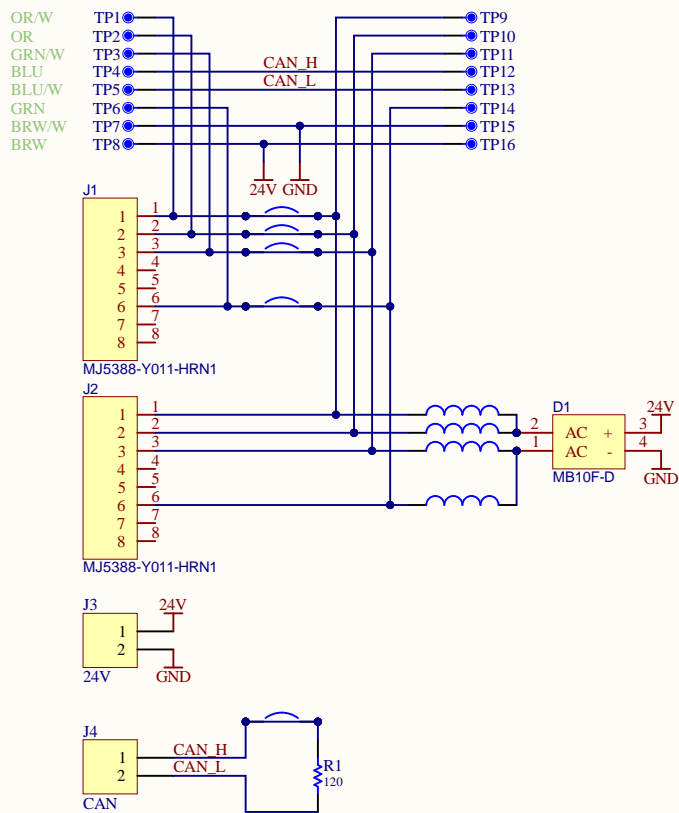 OR/W TP1 TP9
OR TP2 TP10
GRN/W TP3 TP11
BLU TP4 CAN_H TP12
BLU/W TP5 CAN_L TP13
GRN TP6 TP14
BRW/W TP7 TP15
BRW TP8 TP16
24V GND
J1
1 1
2 2
3 3
4 4
5 5
6 6
7 7
8 8
MJ5388-Y011-HRN1
J2
1 1
2 2
3 3
4 4
5 5
6 6
7 7
8 8
MJ5388-Y011-HRN1
D1
24V
2 AC + 3
1 AC - 4
MB10F-D
GND
J3
24V
1
2
24V GND
J4
1 CAN_H
2 CAN_L
CAN
R1
120